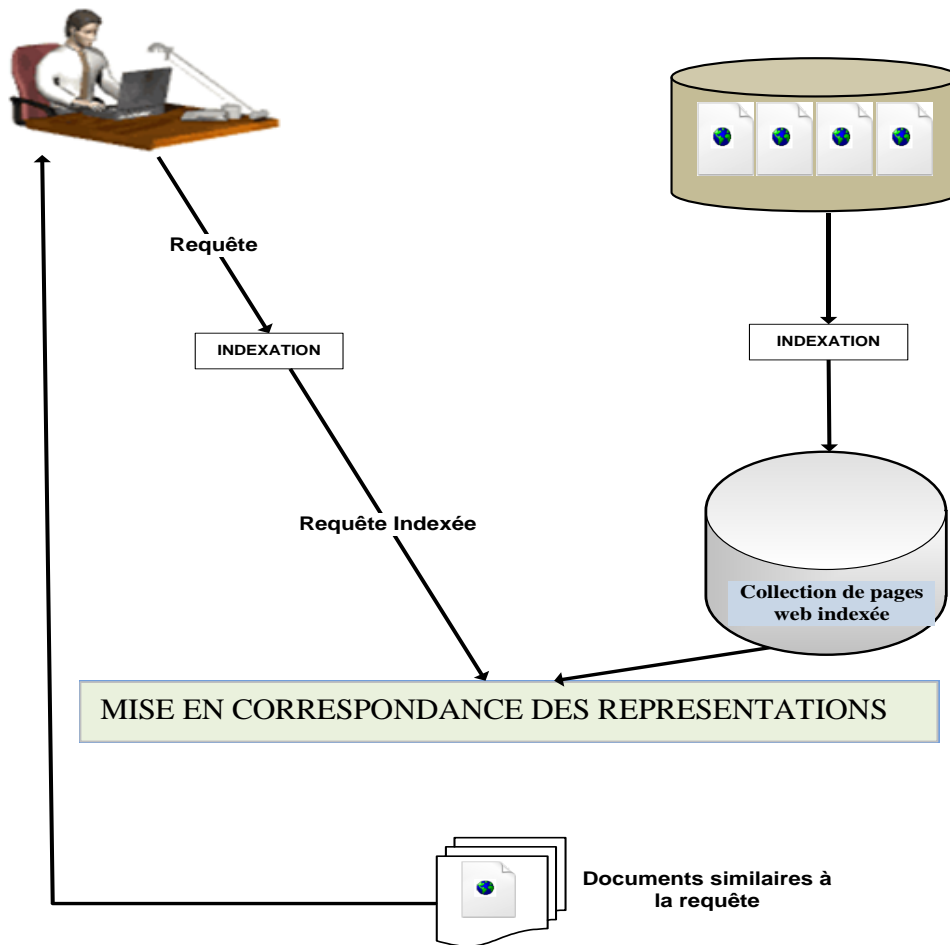 Requête
INDEXATION
INDEXATION
Requête Indexée
Collection de pages
web indexée
MISE EN CORRESPONDANCE DES REPRESENTATIONS
Documents similaires à
la requête